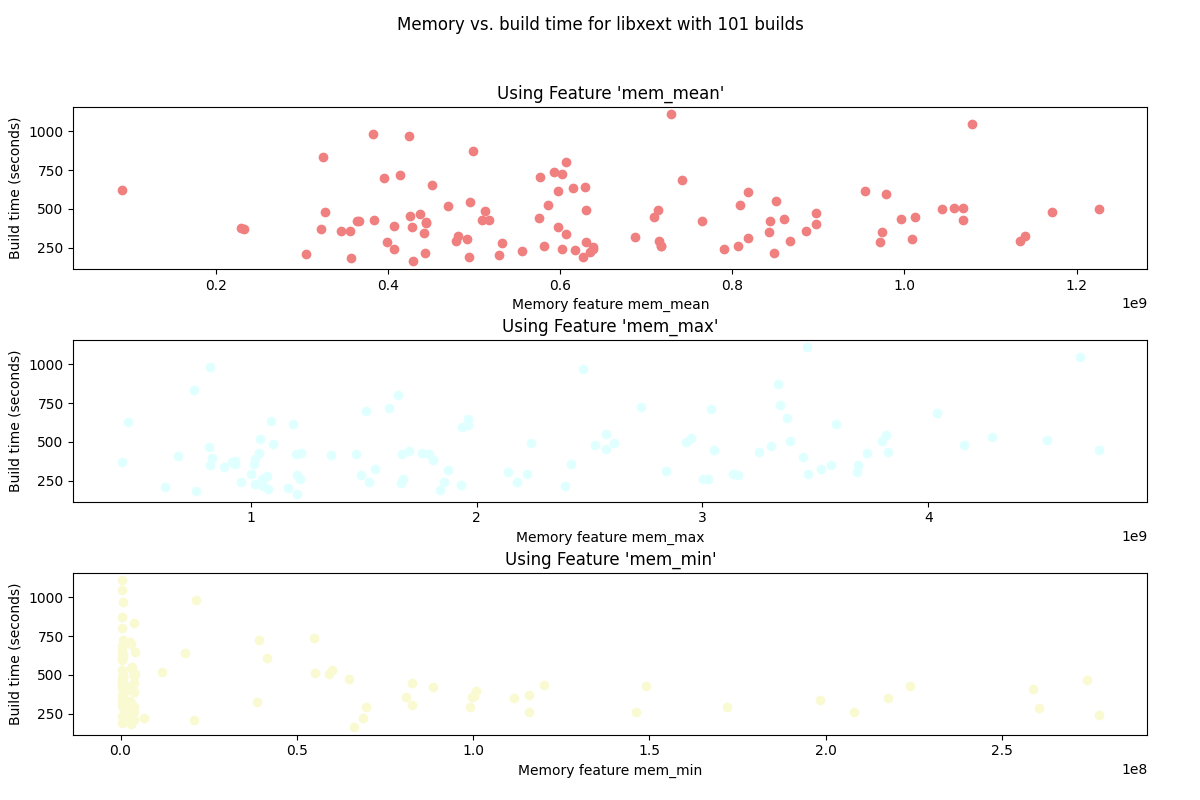 Memory vs. build time for libxext with 101 builds
Using Feature 'mem_mean'
Build time (seconds)
1000
750
500
250
0.2 0.4 0.6 0.8 1.0 1.2
1e9
Memory feature mem_mean
Using Feature 'mem_max'
Build time (seconds)
1000
750
500
250
1 2 3 4
1e9
Memory feature mem_max
Using Feature 'mem_min'
Build time (seconds)
1000
750
500
250
0.0 0.5 1.0 1.5 2.0 2.5
1e8
Memory feature mem_min